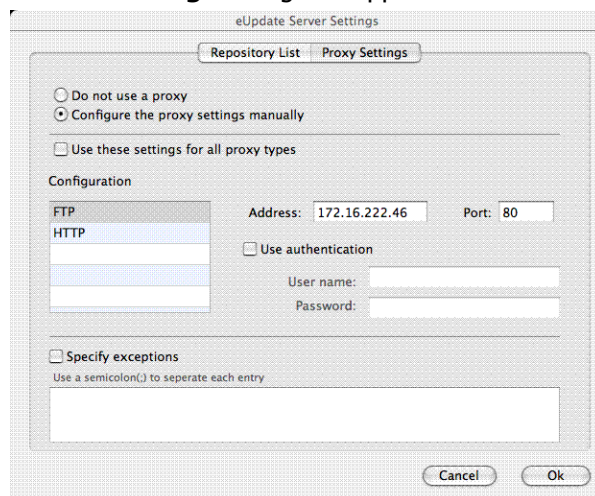 eUpdate Server Settings
Repository List Proxy Settings
Do not use a proxy
Configure the proxy settings manually
Use these settings for all proxy types
Configuration
FTP Address: 172.16.222.46 Port: 80
HTTP
Use authentication
User name:
Password:
Specify exceptions
Use a semicolon(;) to seperate each entry
Cancel Ok